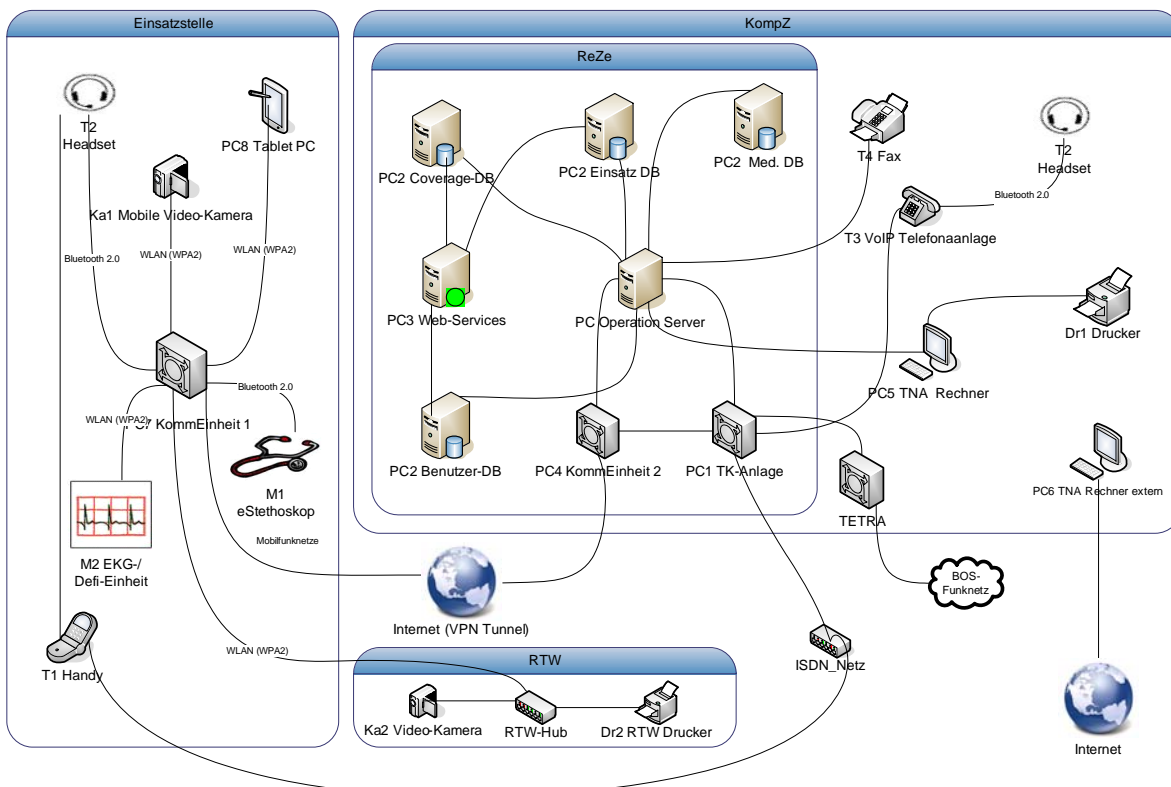 Einsatzstelle
KompZ
ReZe
T2
Headset
PC8 Tablet PC
PC2 Coverage-DB
PC2 Einsatz DB
PC2 Med. DB
T4 Fax
T2
Headset
Ka1 Mobile Video-Kamera
Bluetooth 2.0
T3 VoIP Telefonaanlage
Bluetooth 2.0
WLAN (WPA2)
WLAN (WPA2)
PC3 Web-Services
PC Operation Server
Dr1 Drucker
PC5 TNA Rechner
Bluetooth 2.0
WLAN (WPA2)
KommEinheit 1
PC2 Benutzer-DB
PC4 KommEinheit 2
PC1 TK-Anlage
M1
eStethoskop
PC6 TNA Rechner extern
TETRA
Mobilfunknetze
M2 EKG-/
Defi-Einheit
BOS-
Funknetz
Internet (VPN Tunnel)
WLAN (WPA2)
RTW
ISDN_Netz
T1 Handy
Ka2 Video-Kamera
RTW-Hub
Dr2 RTW Drucker
Internet